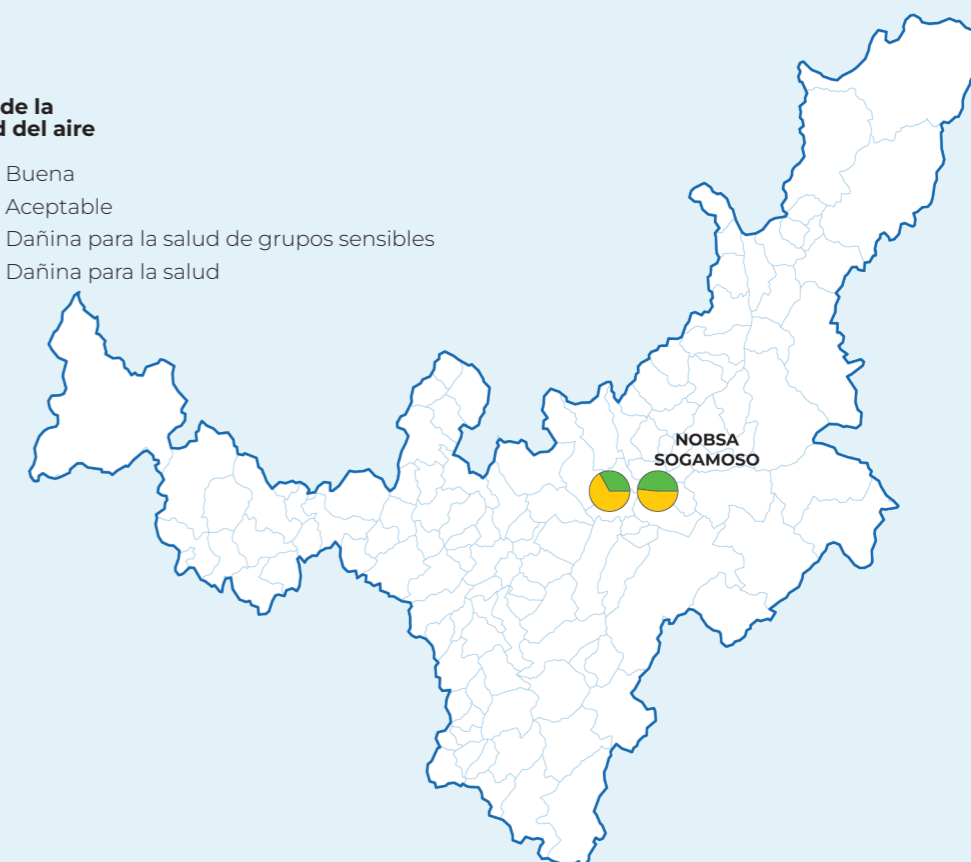 de la
d del aire
Buena
Aceptable
Dañina para la salud de grupos sensibles
Dañina para la salud
NOBSA
SOGAMOSO